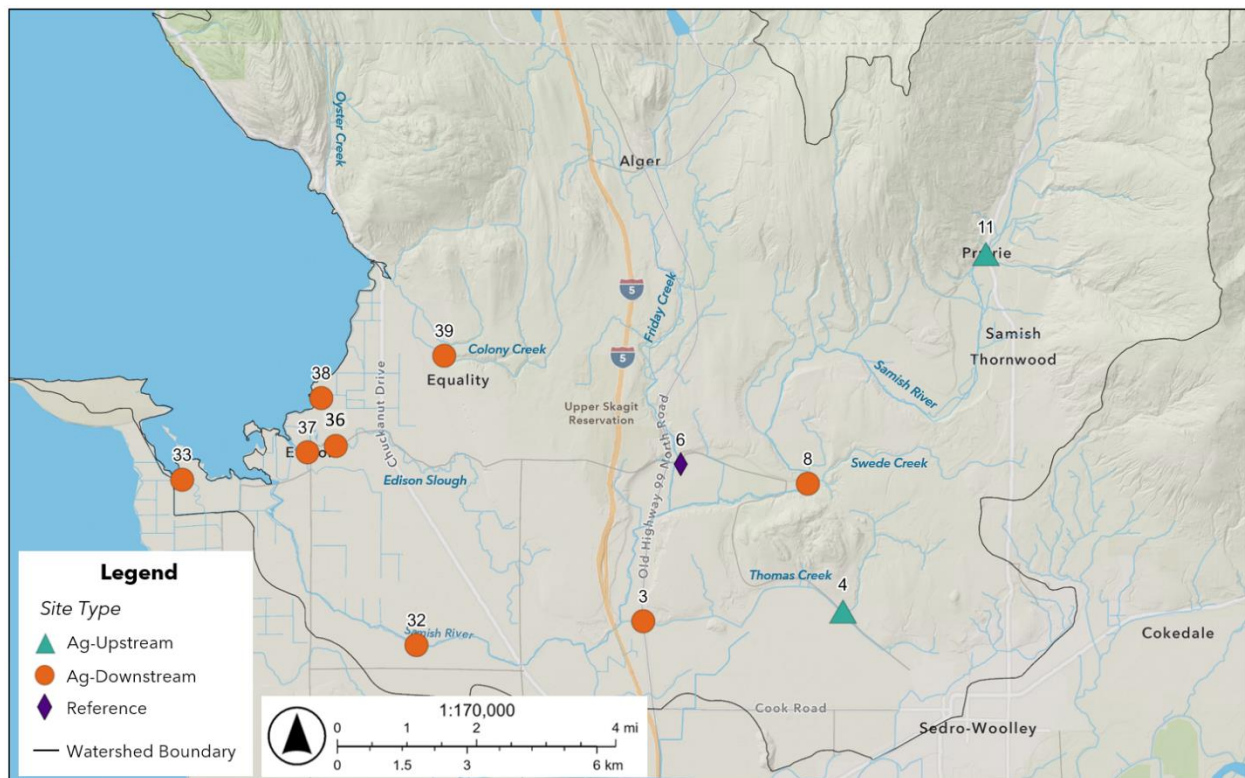 Oyster Creek
Alger
11
Prairie
5
Friday Creek
Samish
Thornwood
39
Colony Creek
Equality
5
Samish River
38
Chuckanut Drive
Upper Skagit
Reservation
Old Highway 99 North Road
36
37
6
33
Edison Slough
8
Swede Creek
Thomas Creek
4
3
32
Samish River
Cokedale
Cook Road
Sedro-Woolley
Legend
Site Type
Ag-Upstream
Ag-Downstream
Reference
Watershed Boundary
1:170,000
0 1 2 4 mi
0 1.5 3 6 km